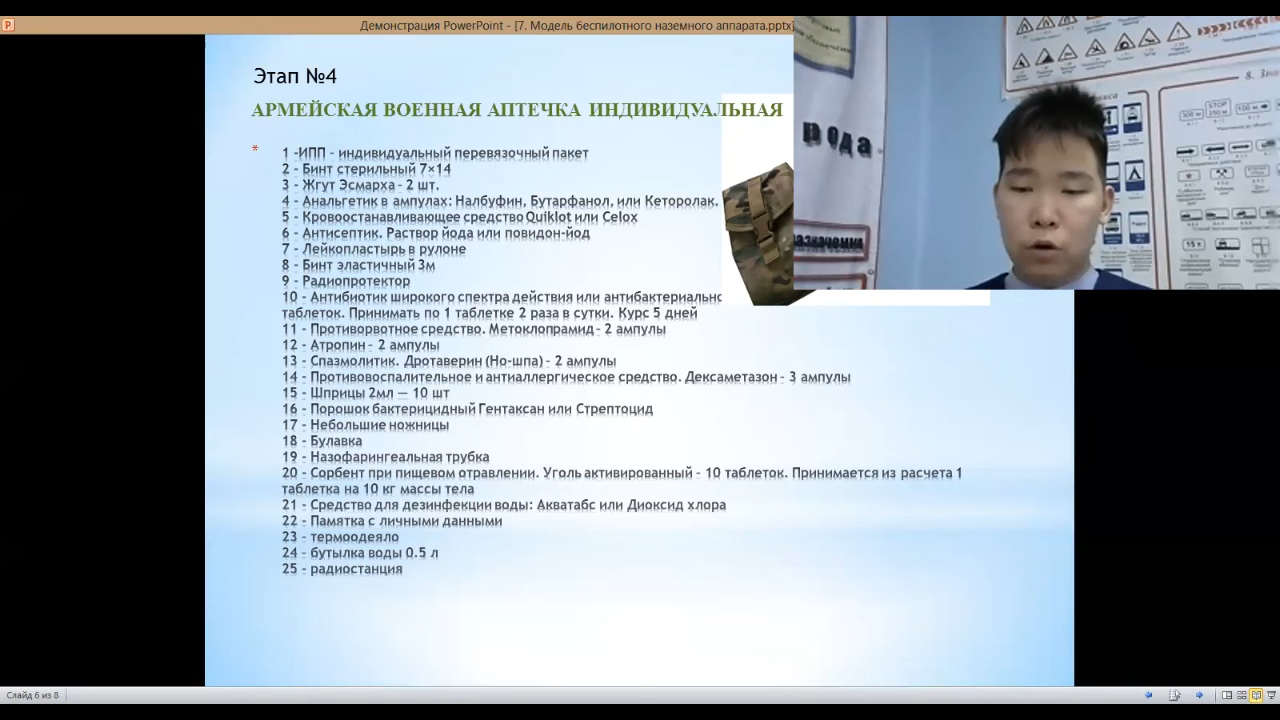 Демонстрация PowerPoint - [7. Модель беспилотного наземного аппарата.pptx]
Этап №4
АРМЕЙСКАЯ ВОЕННАЯ АПТЕЧКА ИНДИВИДУАЛЬНАЯ
* 1 -ИПП - индивидуальный перевязочный пакет
2 - Бинт стерильный 7×14
3 - Жгут Эсмарха - 2 шт.
4 - Анальгетик в ампулах: Налбуфин, Бутарфанол, или Кеторолак.
5 - Кровоостанавливающее средство Quiklot или Celox
6 - Антисептик. Раствор йода или повидон-йод
7 - Лейкопластырь в рулоне
8 - Бинт эластичный 3м
9 - Радиопротектор
10 - Антибиотик широкого спектра действия или антибактериально
таблеток. Принимать по 1 таблетке 2 раза в сутки. Курс 5 дней
11 - Противорвотное средство. Метоклопрамид - 2 ампулы
12 - Атропин - 2 ампулы
13 - Спазмолитик. Дротаверин (Но-шпа) - 2 ампулы
14 - Противовоспалительное и антиаллергическое средство. Дексаметазон - 3 ампулы
15 - Шприцы 2мл — 10 шт
16 - Порошок бактерицидный Гентаксан или Стрептоцид
17 - Небольшие ножницы
18 - Булавка
19 - Назофарингеальная трубка
20 - Сорбент при пищевом отравлении. Уголь активированный - 10 таблеток. Принимается из расчета 1
таблетка на 10 кг массы тела
21 - Средство для дезинфекции воды: Акватабс или Диоксид хлора
22 - Памятка с личными данными
23 - термоодеяло
24 - бутылка воды 0.5 л
25 - радиостанция
рода
азначения
STOP
Слайд 6 из 8